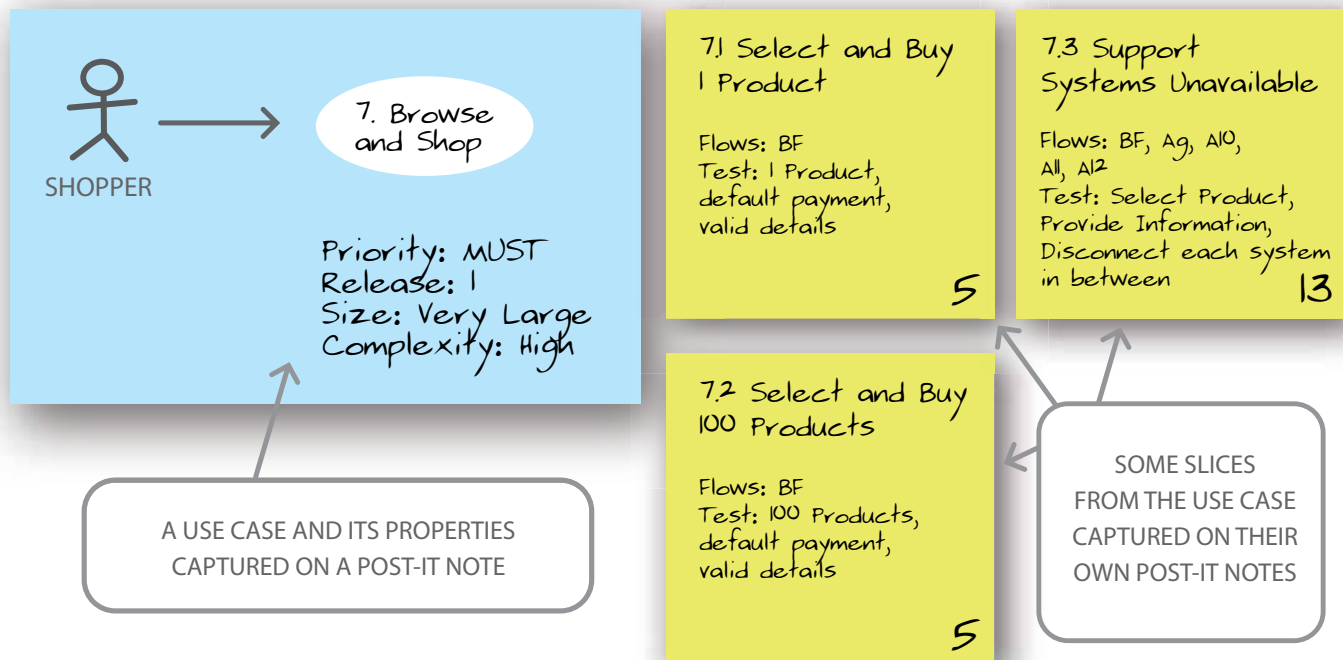 SHOPPER
7. Browse
and Shop
Priority: MUST
Release: 1
Size: Very Large
Complexity: High
A USE CASE AND ITS PROPERTIES
CAPTURED ON A POST-IT NOTE
7.1 Select and Buy
1 Product
Flows: BF
Test: 1 Product,
default payment,
valid details
5
7.2 Select and Buy
100 Products
Flows: BF
Test: 100 Products,
default payment,
valid details
5
7.3 Support
Systems Unavailable
Flows: BF, A9, A10,
A11, A12
Test: Select Product,
Provide Information,
Disconnect each system
in between
13
SOME SLICES
FROM THE USE CASE
CAPTURED ON THEIR
OWN POST-IT NOTES